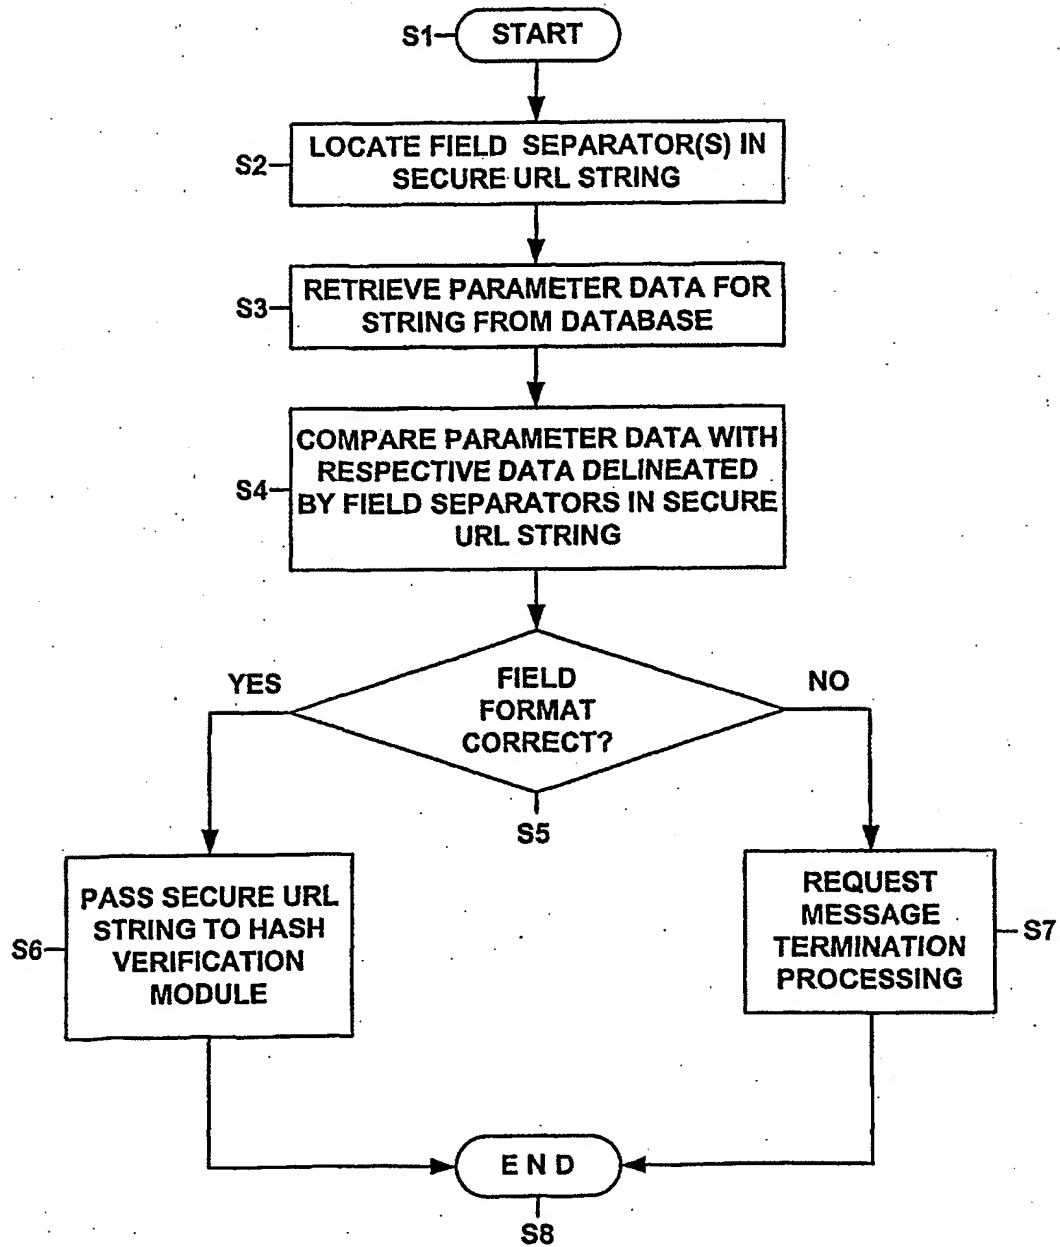 S1
START
LOCATE FIELD SEPARATOR(S) IN
SECURE URL STRING
S2
RETRIEVE PARAMETER DATA FOR
STRING FROM DATABASE
S3
COMPARE PARAMETER DATA WITH
RESPECTIVE DATA DELINEATED
BY FIELD SEPARATORS IN SECURE
URL STRING
S4
YES
NO
FIELD
FORMAT
CORRECT?
S5
PASS SECURE URL
STRING TO HASH
VERIFICATION
MODULE
S6
REQUEST
MESSAGE
TERMINATION
PROCESSING
S7
END
S8